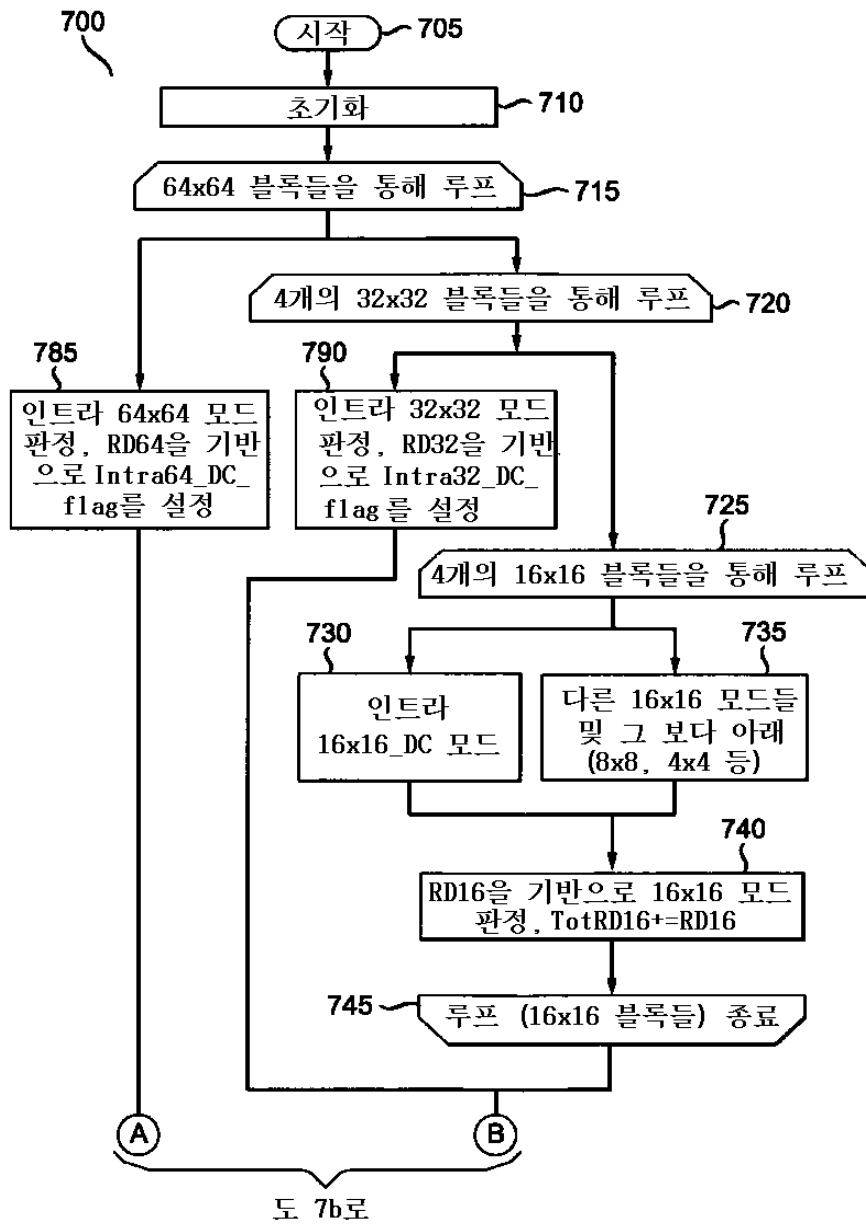 700
시작
705
초기화
710
64x64 블록들을 통해 루프
715
4개의 32x32 블록들을 통해 루프
720
785
인트라 64x64 모드
판정, RD64을 기반
으로 Intra64_DC_
flag를 설정
790
인트라 32x32 모드
판정, RD32을 기반
으로 Intra32_DC_
flag를 설정
725
4개의 16x16 블록들을 통해 루프
730
인트라
16x16_DC 모드
735
다른 16x16 모드들
및 그 보다 아래
(8x8, 4x4 등)
740
RD16을 기반으로 16x16 모드
판정, TotRD16+=RD16
745
루프 (16x16 블록들) 종료
A
B
도 7b로